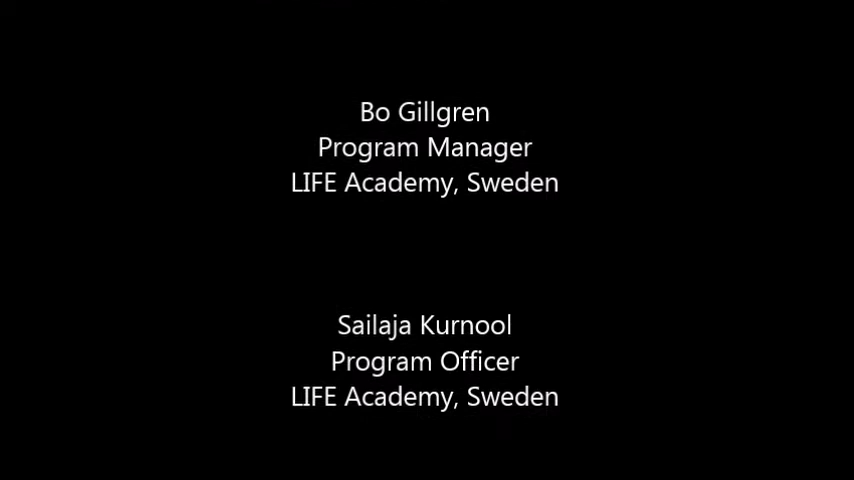 Bo Gillgren
Program Manager
LIFE Academy, Sweden
Sailaja Kurnool
Program Officer
LIFE Academy, Sweden